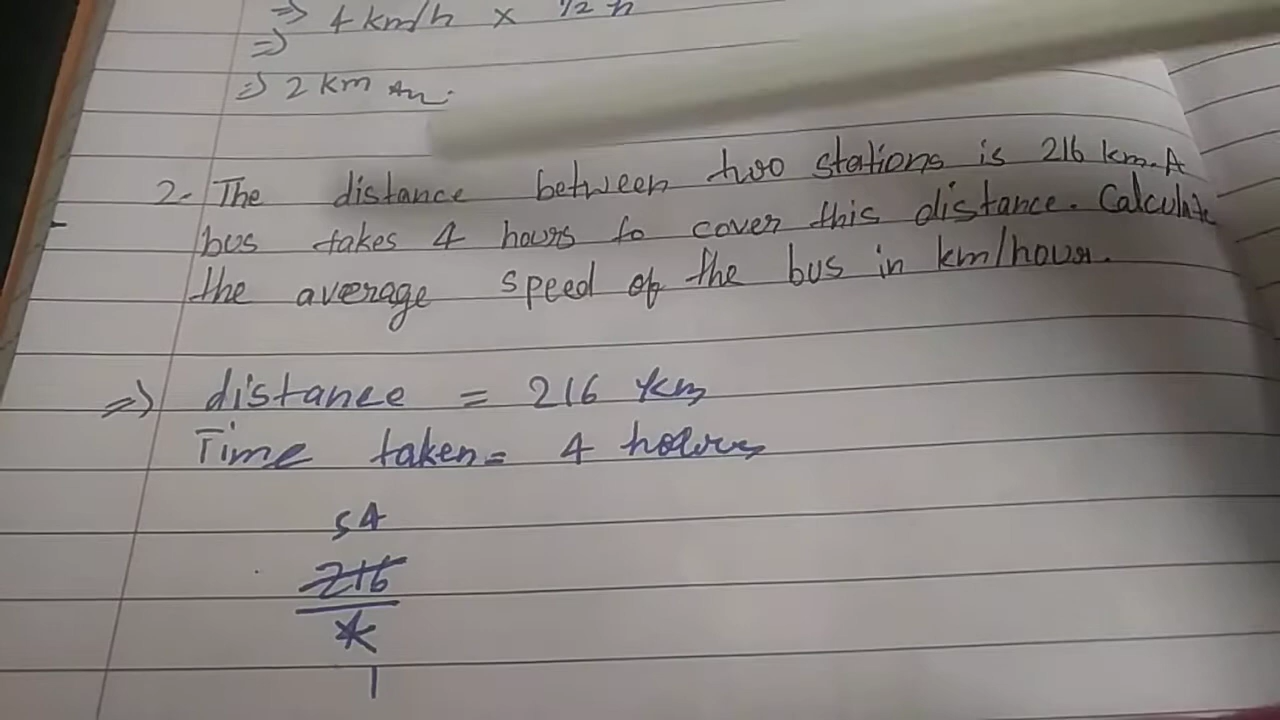 ⇒ 4 km/h × 1/2 h
⇒
⇒ 2 km An.
2- The distance between two stations is 216 km. A
bus takes 4 hours to cover this distance. Calculate
the average speed of the bus in km/hour.
⇒ distance = 216 km
Time taken = 4 hours
54
216
4
1